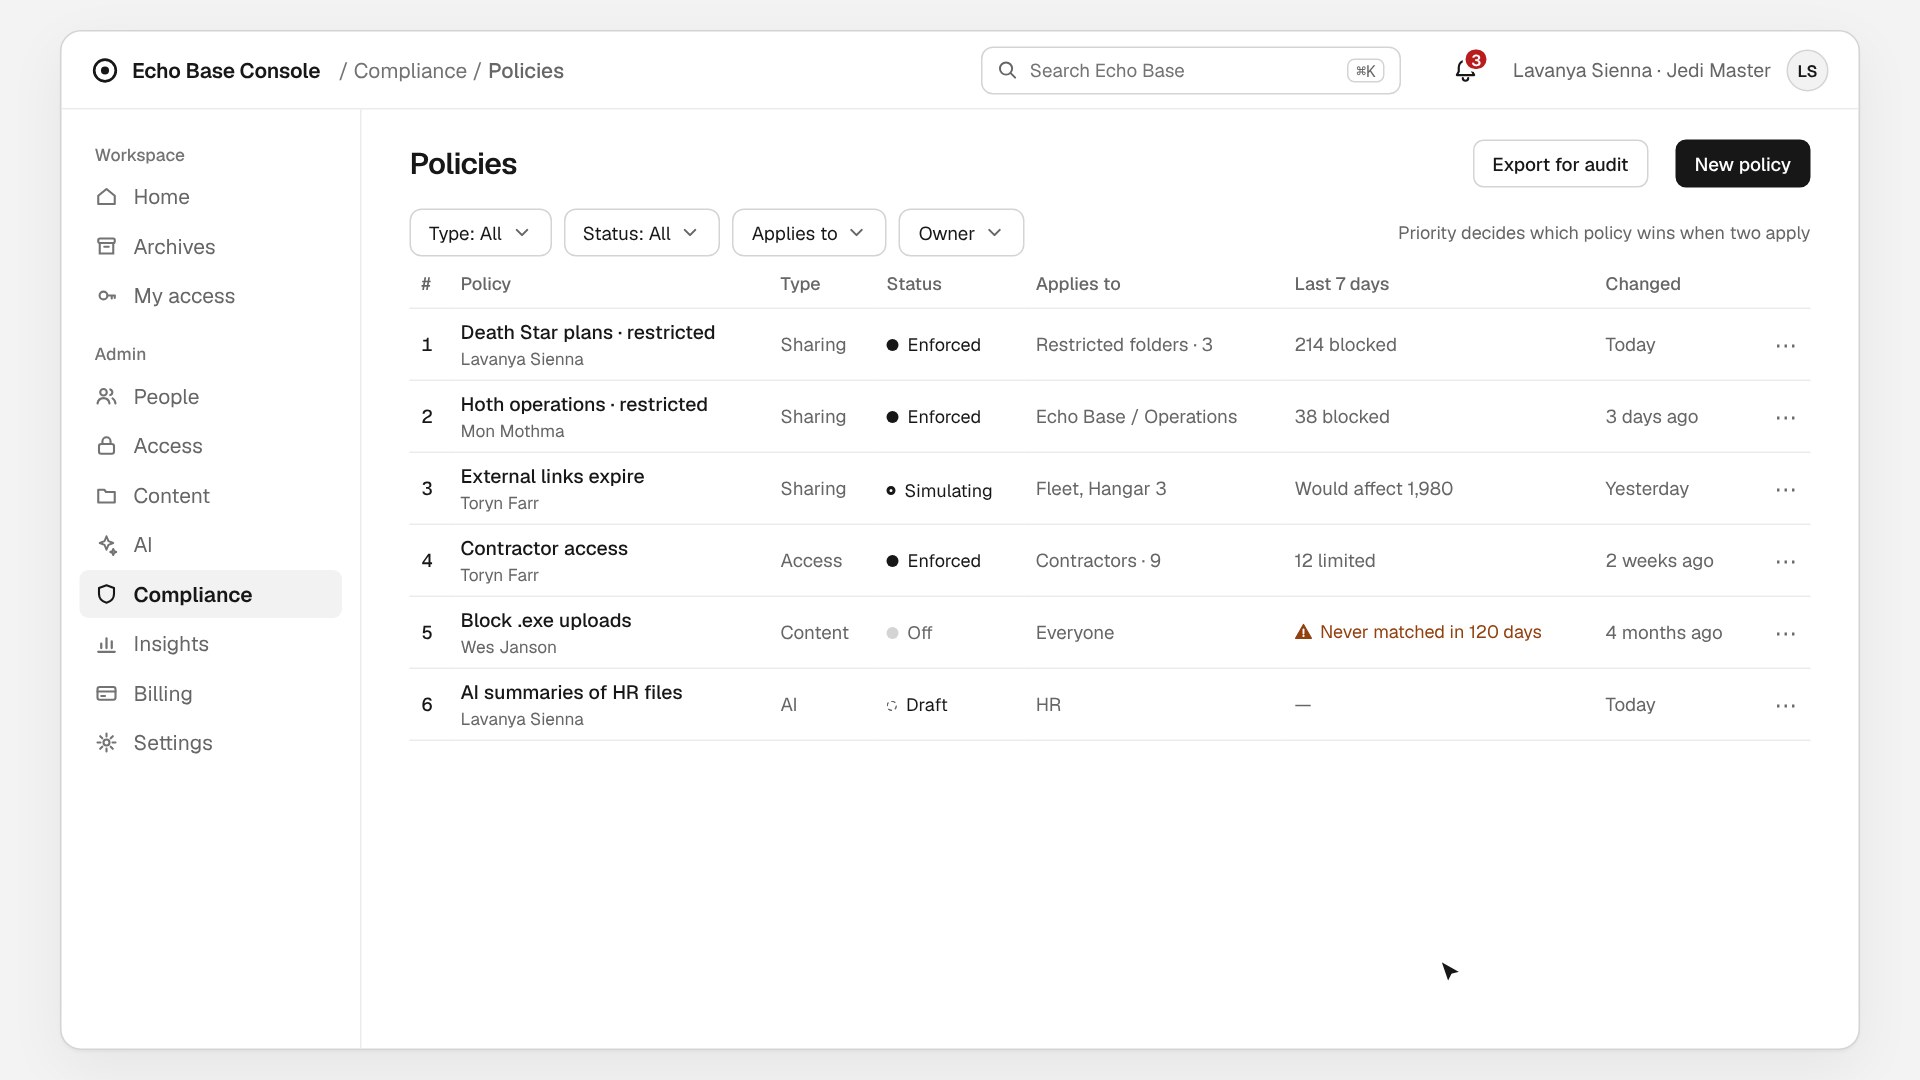 Echo Base Console / Compliance / Policies
Search Echo Base ⌘K
3
Lavanya Sienna · Jedi Master LS
Workspace
Home
Archives
My access
Admin
People
Access
Content
AI
Compliance
Insights
Billing
Settings
Policies
Export for audit
New policy
Type: All
Status: All
Applies to
Owner
Priority decides which policy wins when two apply
# Policy Type Status Applies to Last 7 days Changed
1 Death Star plans · restricted Sharing Enforced Restricted folders · 3 214 blocked Today ···
Lavanya Sienna
2 Hoth operations · restricted Sharing Enforced Echo Base / Operations 38 blocked 3 days ago ···
Mon Mothma
3 External links expire Sharing Simulating Fleet, Hangar 3 Would affect 1,980 Yesterday ···
Toryn Farr
4 Contractor access Access Enforced Contractors · 9 12 limited 2 weeks ago ···
Toryn Farr
5 Block .exe uploads Content Off Everyone Never matched in 120 days 4 months ago ···
Wes Janson
6 AI summaries of HR files AI Draft HR — Today ···
Lavanya Sienna